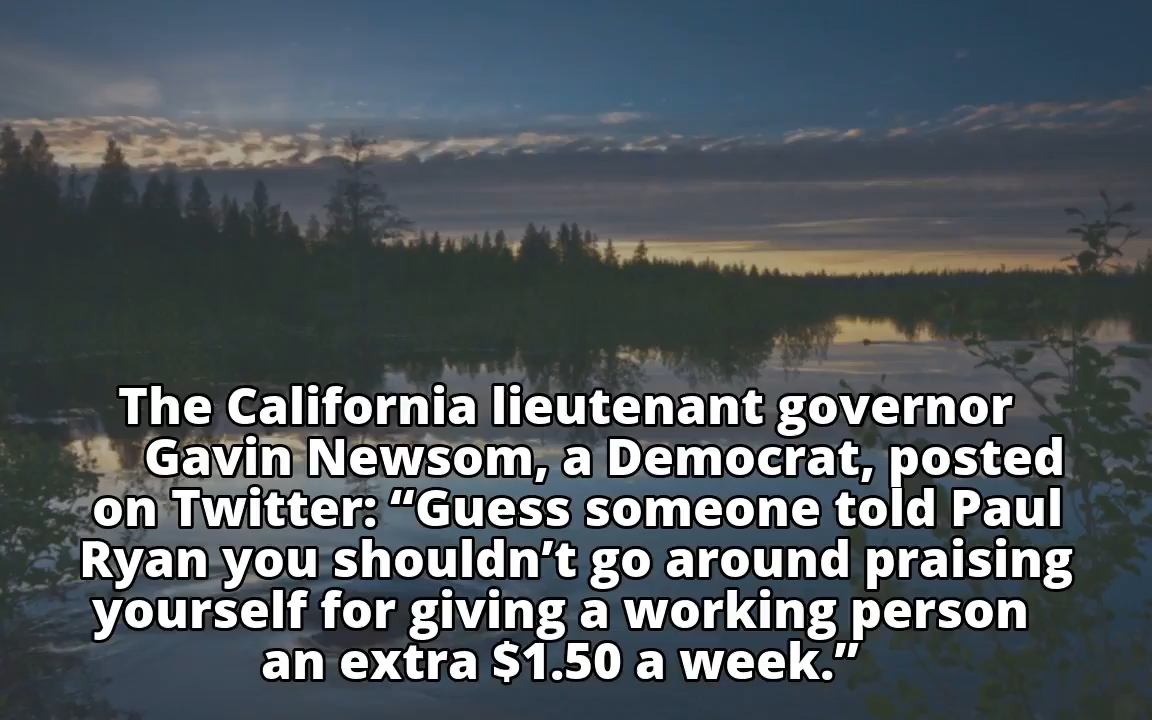 The California lieutenant governor
Gavin Newsom, a Democrat, posted
on Twitter: “Guess someone told Paul
Ryan you shouldn’t go around praising
yourself for giving a working person
an extra $1.50 a week.”